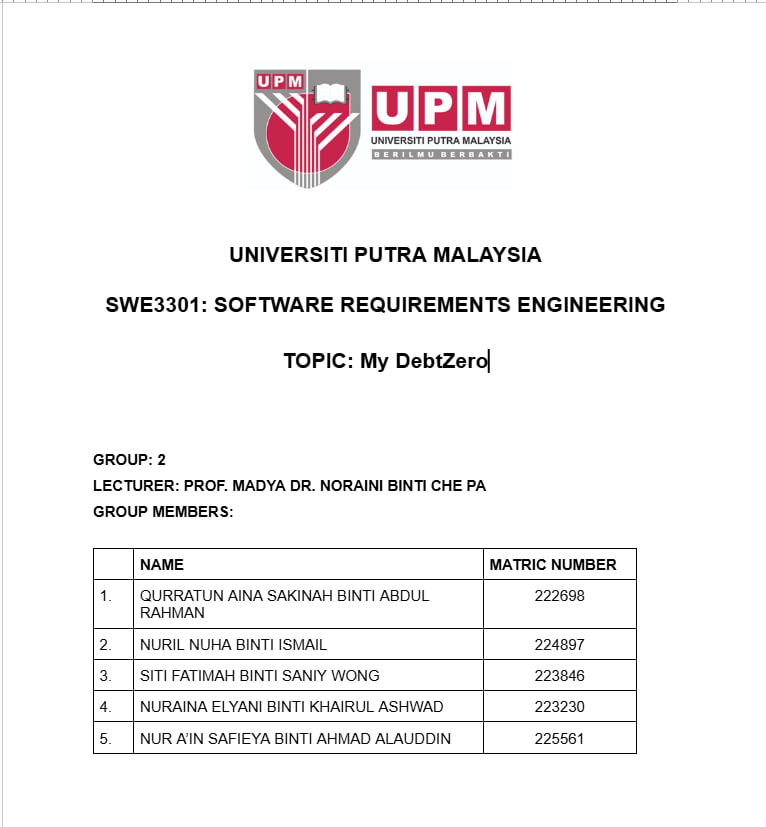 UPM
UPM
UNIVERSITI PUTRA MALAYSIA
BERILMU BERBAKTI
UNIVERSITI PUTRA MALAYSIA
SWE3301: SOFTWARE REQUIREMENTS ENGINEERING
TOPIC: My DebtZero
GROUP: 2
LECTURER: PROF. MADYA DR. NORAINI BINTI CHE PA
GROUP MEMBERS:
NAME MATRIC NUMBER
1. QURRATUN AINA SAKINAH BINTI ABDUL 222698
RAHMAN
2. NURIL NUHA BINTI ISMAIL 224897
3. SITI FATIMAH BINTI SANIY WONG 223846
4. NURAINA ELYANI BINTI KHAIRUL ASHWAD 223230
5. NUR A’IN SAFIEYA BINTI AHMAD ALAUDDIN 225561